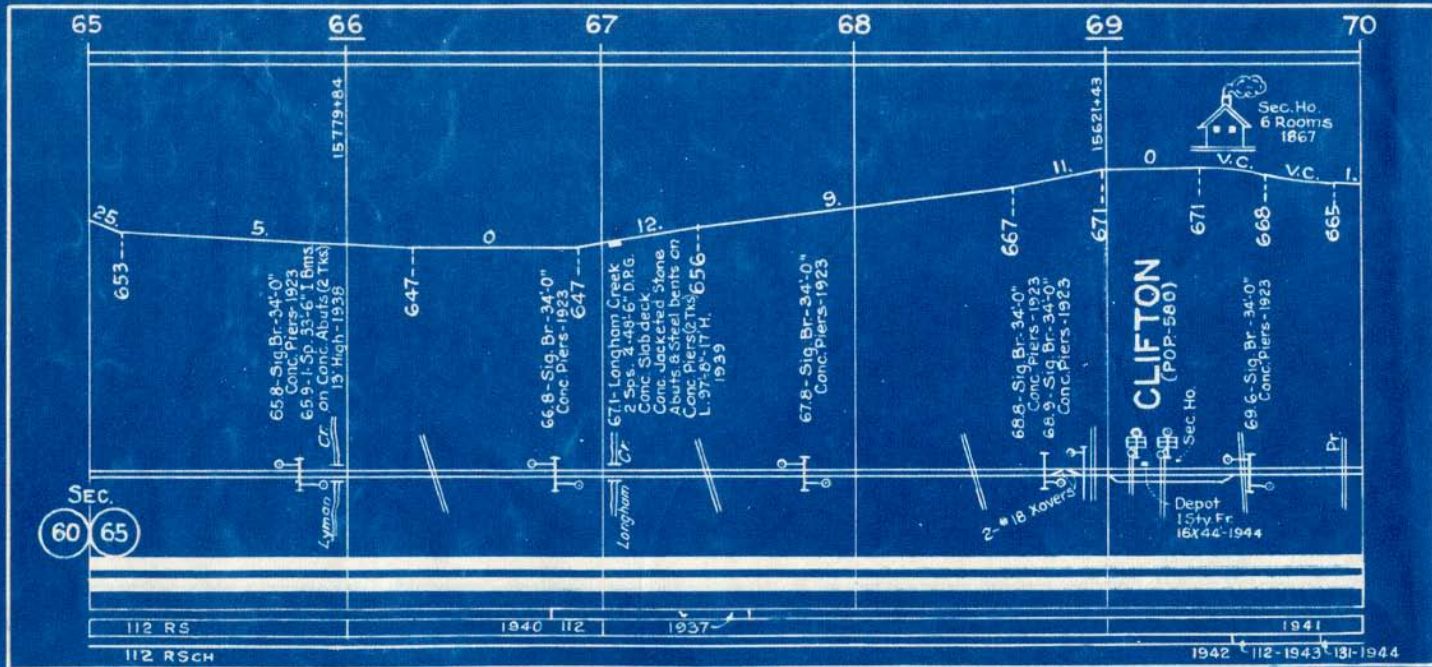 65 66 67 68 69 70
15779+84
15621+43
Sec. Ho.
6 Rooms
1867
25. 5. 0 12. 9. 11. 0 V.C. V.C. 1.
653
647
647
656
667
671
671
668
665
65.8-Sig. Br.-34'-0"
Conc. Piers-1923
65.9-1-Sp. 33'-6" I Bms.
on Conc. Abuts (2 Tks)
13' High-1938
66.8-Sig. Br.-34'-0"
Conc. Piers-1923
67.1-Longham Creek
2 Sps. 2-48'-6" D.P.G.
Conc. Slab deck
Conc. Jacketed Stone
Abuts. & Steel bents on
Conc. Piers (2 Tks)
L. 97'-8"-17' H.
1939
67.8-Sig. Br.-34'-0"
Conc. Piers-1923
68.8-Sig. Br.-34'-0"
Conc. Piers-1923
68.9-Sig. Br.-34'-0"
Conc. Piers-1923
CLIFTON
(POP-580)
69.6-Sig. Br.-34'-0"
Conc. Piers-1923
Lyman Cr.
Longham Cr.
2-#18 Xovers
Sec. Ho.
Pr.
Depot
1 Sty. Fr.
16X44-1944
SEC.
60 65
112 RS 1940 112 1937 1941
112 RSCH 1942 112-1943 131-1944